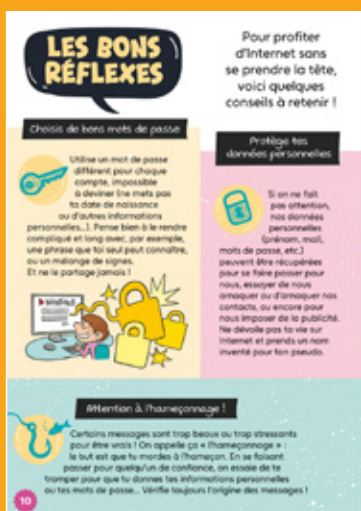 LES BONS
RÉFLEXES
Pour profiter
d'Internet sans
se prendre la tête,
voici quelques
conseils à retenir !
Choisis de bons mots de passe
Utilise un mot de passe
différent pour chaque
compte, impossible
à deviner (ne mets pas
ta date de naissance
ou d'autres informations
personnelles...). Pense bien à le rendre
compliqué et long avec, par exemple,
une phrase que toi seul peut connaître,
ou un mélange de signes.
Et ne le partage jamais !
Protège tes
données personnelles
Si on ne fait
pas attention,
nos données
personnelles
(prénom, mail,
mots de passe, etc.)
peuvent être récupérées
pour se faire passer pour
nous, essayer de nous
arnaquer ou d'arnaquer nos
contacts, ou encore pour
nous imposer de la publicité.
Ne dévoile pas ta vie sur
Internet et prends un nom
inventé pour ton pseudo.
Attention à l'hameçonnage !
Certains messages sont trop beaux ou trop stressants
pour être vrais ! On appelle ça « l'hameçonnage » :
le but est que tu mordes à l'hameçon. En se faisant
passer pour quelqu'un de confiance, on essaie de te
tromper pour que tu donnes tes informations personnelles
ou tes mots de passe... Vérifie toujours l'origine des messages !
10